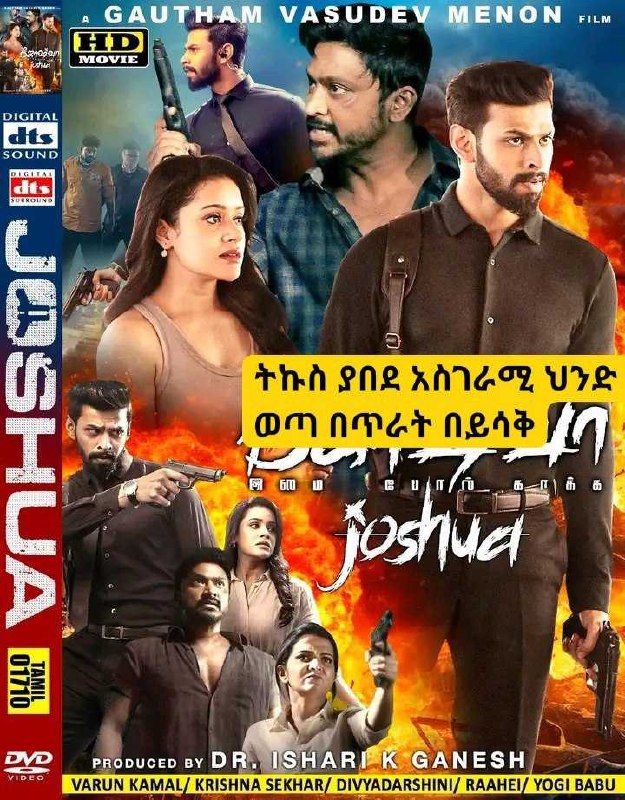 A GAUTHAM VASUDEV MENON FILM
HD
MOVIE
joshua
DIGITAL
dts
SOUND
DIGITAL
dts
SURROUND
JOSHUA
TAMIL
01710
DVD
VIDEO
ትኩስ ያበደ አስገራሚ ህንድ
ወጣ በጥራት በይሳቅ
இமை போல் காக்க
joshua
PRODUCED BY DR. ISHARI K GANESH
VARUN KAMAL/ KRISHNA SEKHAR/ DIVYADARSHINI/ RAAHEI/ YOGI BABU